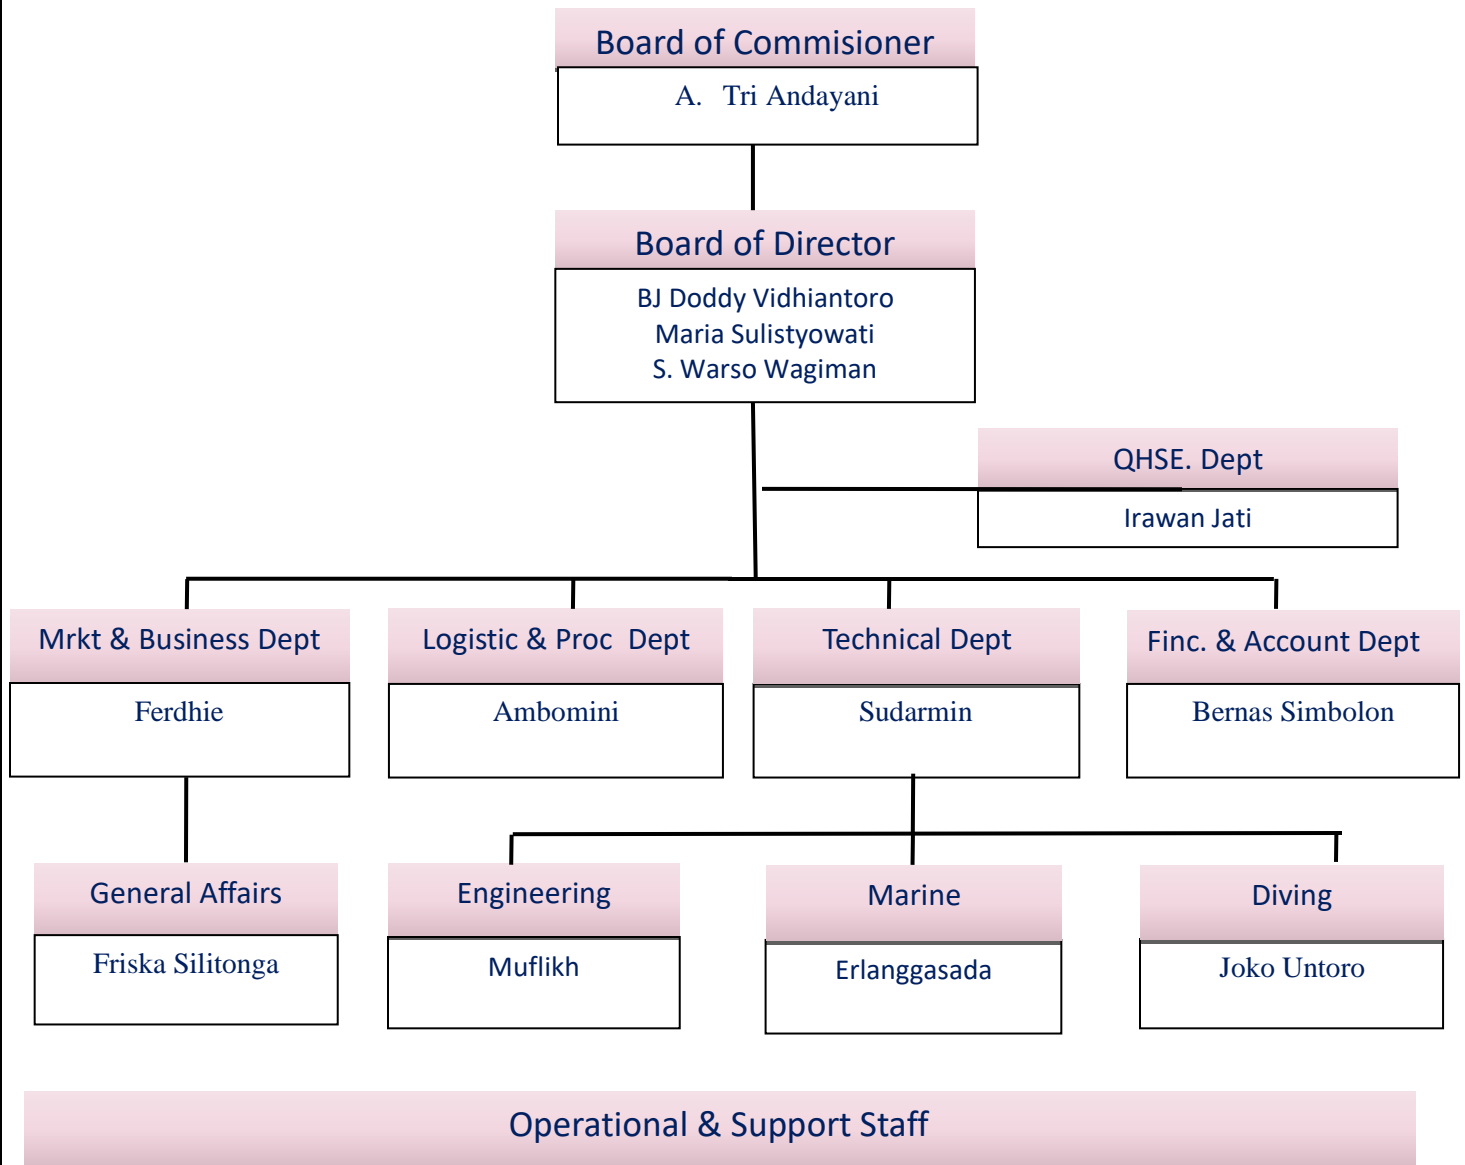 Board of Commisioner
A. Tri Andayani
Board of Director
BJ Doddy Vidhiantoro
Maria Sulistyowati
S. Warso Wagiman
QHSE. Dept
Irawan Jati
Mrkt & Business Dept
Ferdhie
Logistic & Proc Dept
Ambomini
Technical Dept
Sudarmin
Finc. & Account Dept
Bernas Simbolon
General Affairs
Friska Silitonga
Engineering
Muflikh
Marine
Erlanggasada
Diving
Joko Untoro
Operational & Support Staff